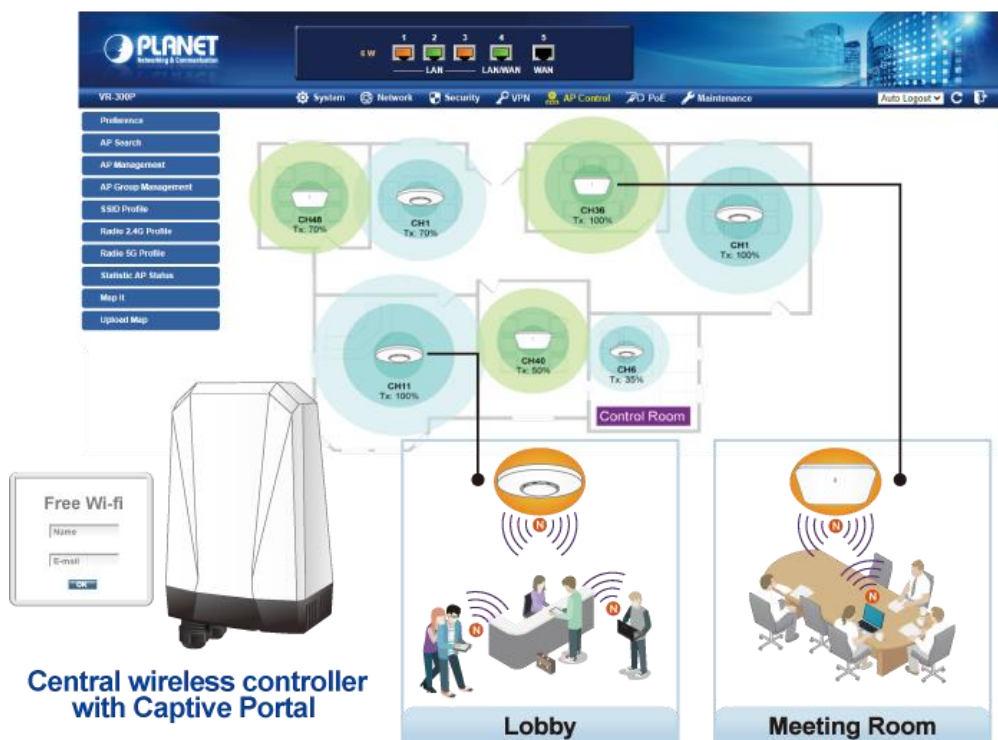 PLANET
Networking & Communication
6 W
1 2 3 4 5
LAN LAN/WAN WAN
VR-300P
System Network Security VPN AP Control PoE Maintenance
Auto Logout
Preference
AP Search
AP Management
AP Group Management
SSID Profile
Radio 2.4G Profile
Radio 5G Profile
Statistic AP Status
Map It
Upload Map
CH48
Tx: 70%
CH1
Tx: 70%
CH36
Tx: 100%
CH1
Tx: 100%
CH11
Tx: 100%
CH40
Tx: 50%
CH6
Tx: 35%
Control Room
Free Wi-fi
Name
E-mail
OK
Central wireless controller
with Captive Portal
N
N
N
Lobby
N
N
Meeting Room